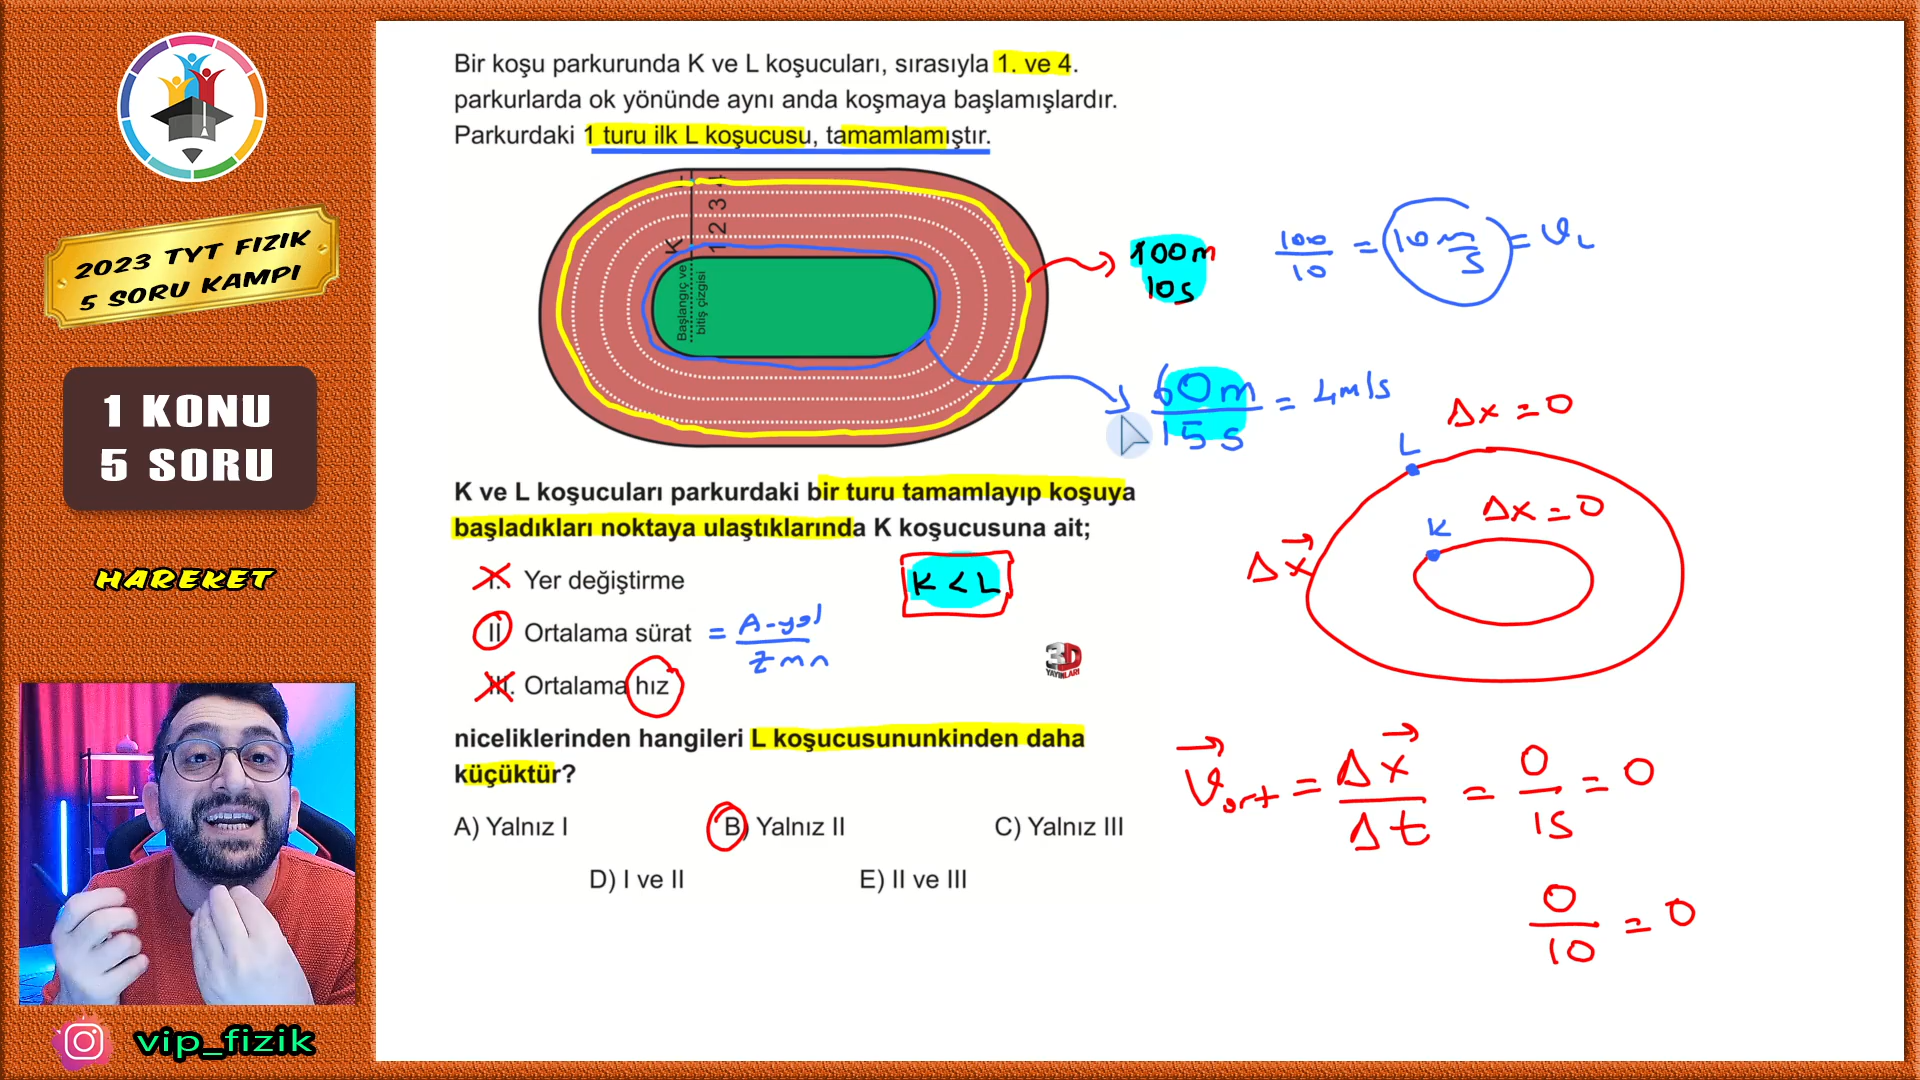 2023 TYT FIZIK
5 SORU KAMPI
1 KONU
5 SORU
HAREKET
vip_fizik
Bir koşu parkurunda K ve L koşucuları, sırasıyla 1. ve 4.
parkurlarda ok yönünde aynı anda koşmaya başlamışlardır.
Parkurdaki 1 turu ilk L koşucusu, tamamlamıştır.
K
1 2 3 4
Başlangıç ve
bitiş çizgisi
100m
10s
100/10 = 10 m/s = υL
60m/15s = 4m/s
Δx = 0
L
Δx = 0
K
Δx⃗
K ve L koşucuları parkurdaki bir turu tamamlayıp koşuya
başladıkları noktaya ulaştıklarında K koşucusuna ait;
I. Yer değiştirme
K < L
II. Ortalama sürat = A-yol/zmn
III. Ortalama hız
3D
YAYINLARI
niceliklerinden hangileri L koşucusununkinden daha
küçüktür?
A) Yalnız I B) Yalnız II C) Yalnız III
D) I ve II E) II ve III
υ⃗ort = Δx⃗/Δt = 0/15 = 0
0/10 = 0